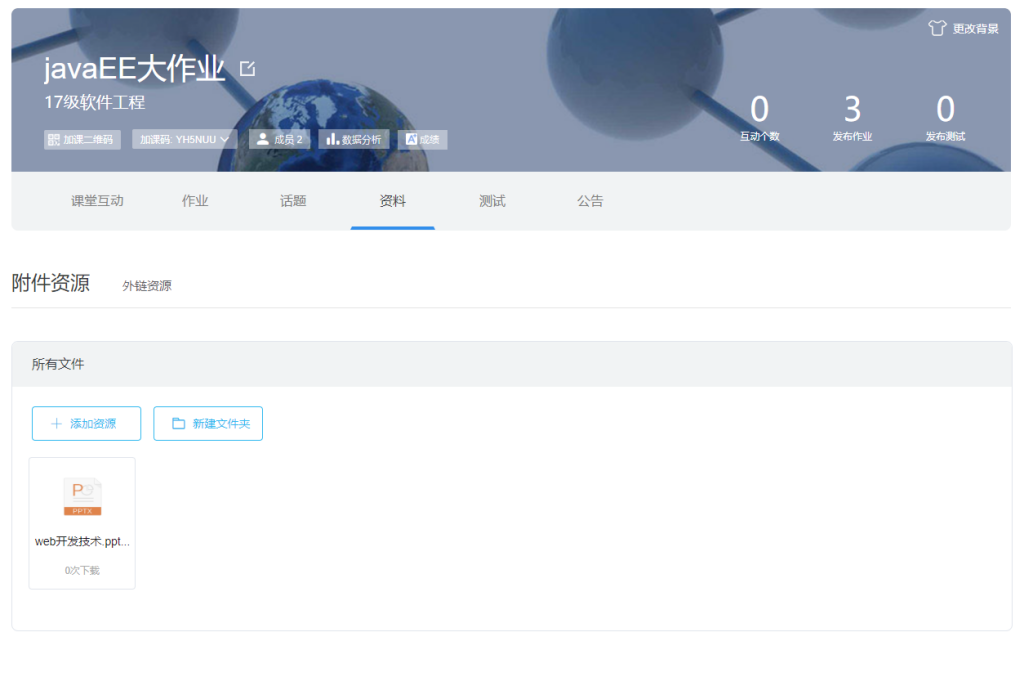 更改背景
javaEE大作业
17级软件工程
加课二维码 加课码: YH5NUU 成员 2 数据分析 成绩
0 3 0
互动个数 发布作业 发布测试
课堂互动 作业 话题 资料 测试 公告
附件资源 外链资源
所有文件
添加资源 新建文件夹
P
PPTX
web开发技术.ppt...
0次下载